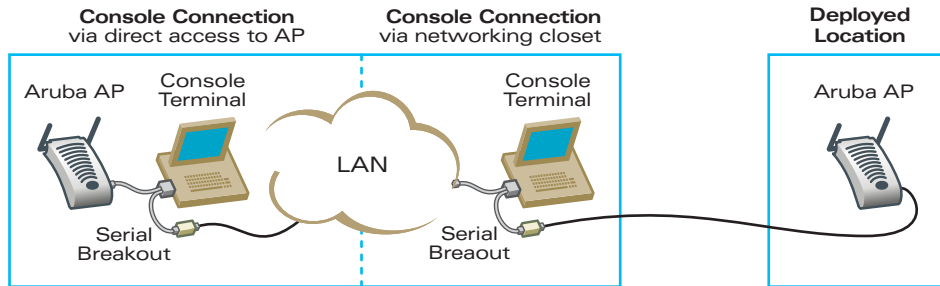 Console Connection
via direct access to AP
Console Connection
via networking closet
Deployed
Location
Aruba AP
Console
Terminal
LAN
Console
Terminal
Aruba AP
Serial
Breakout
Serial
Breaout